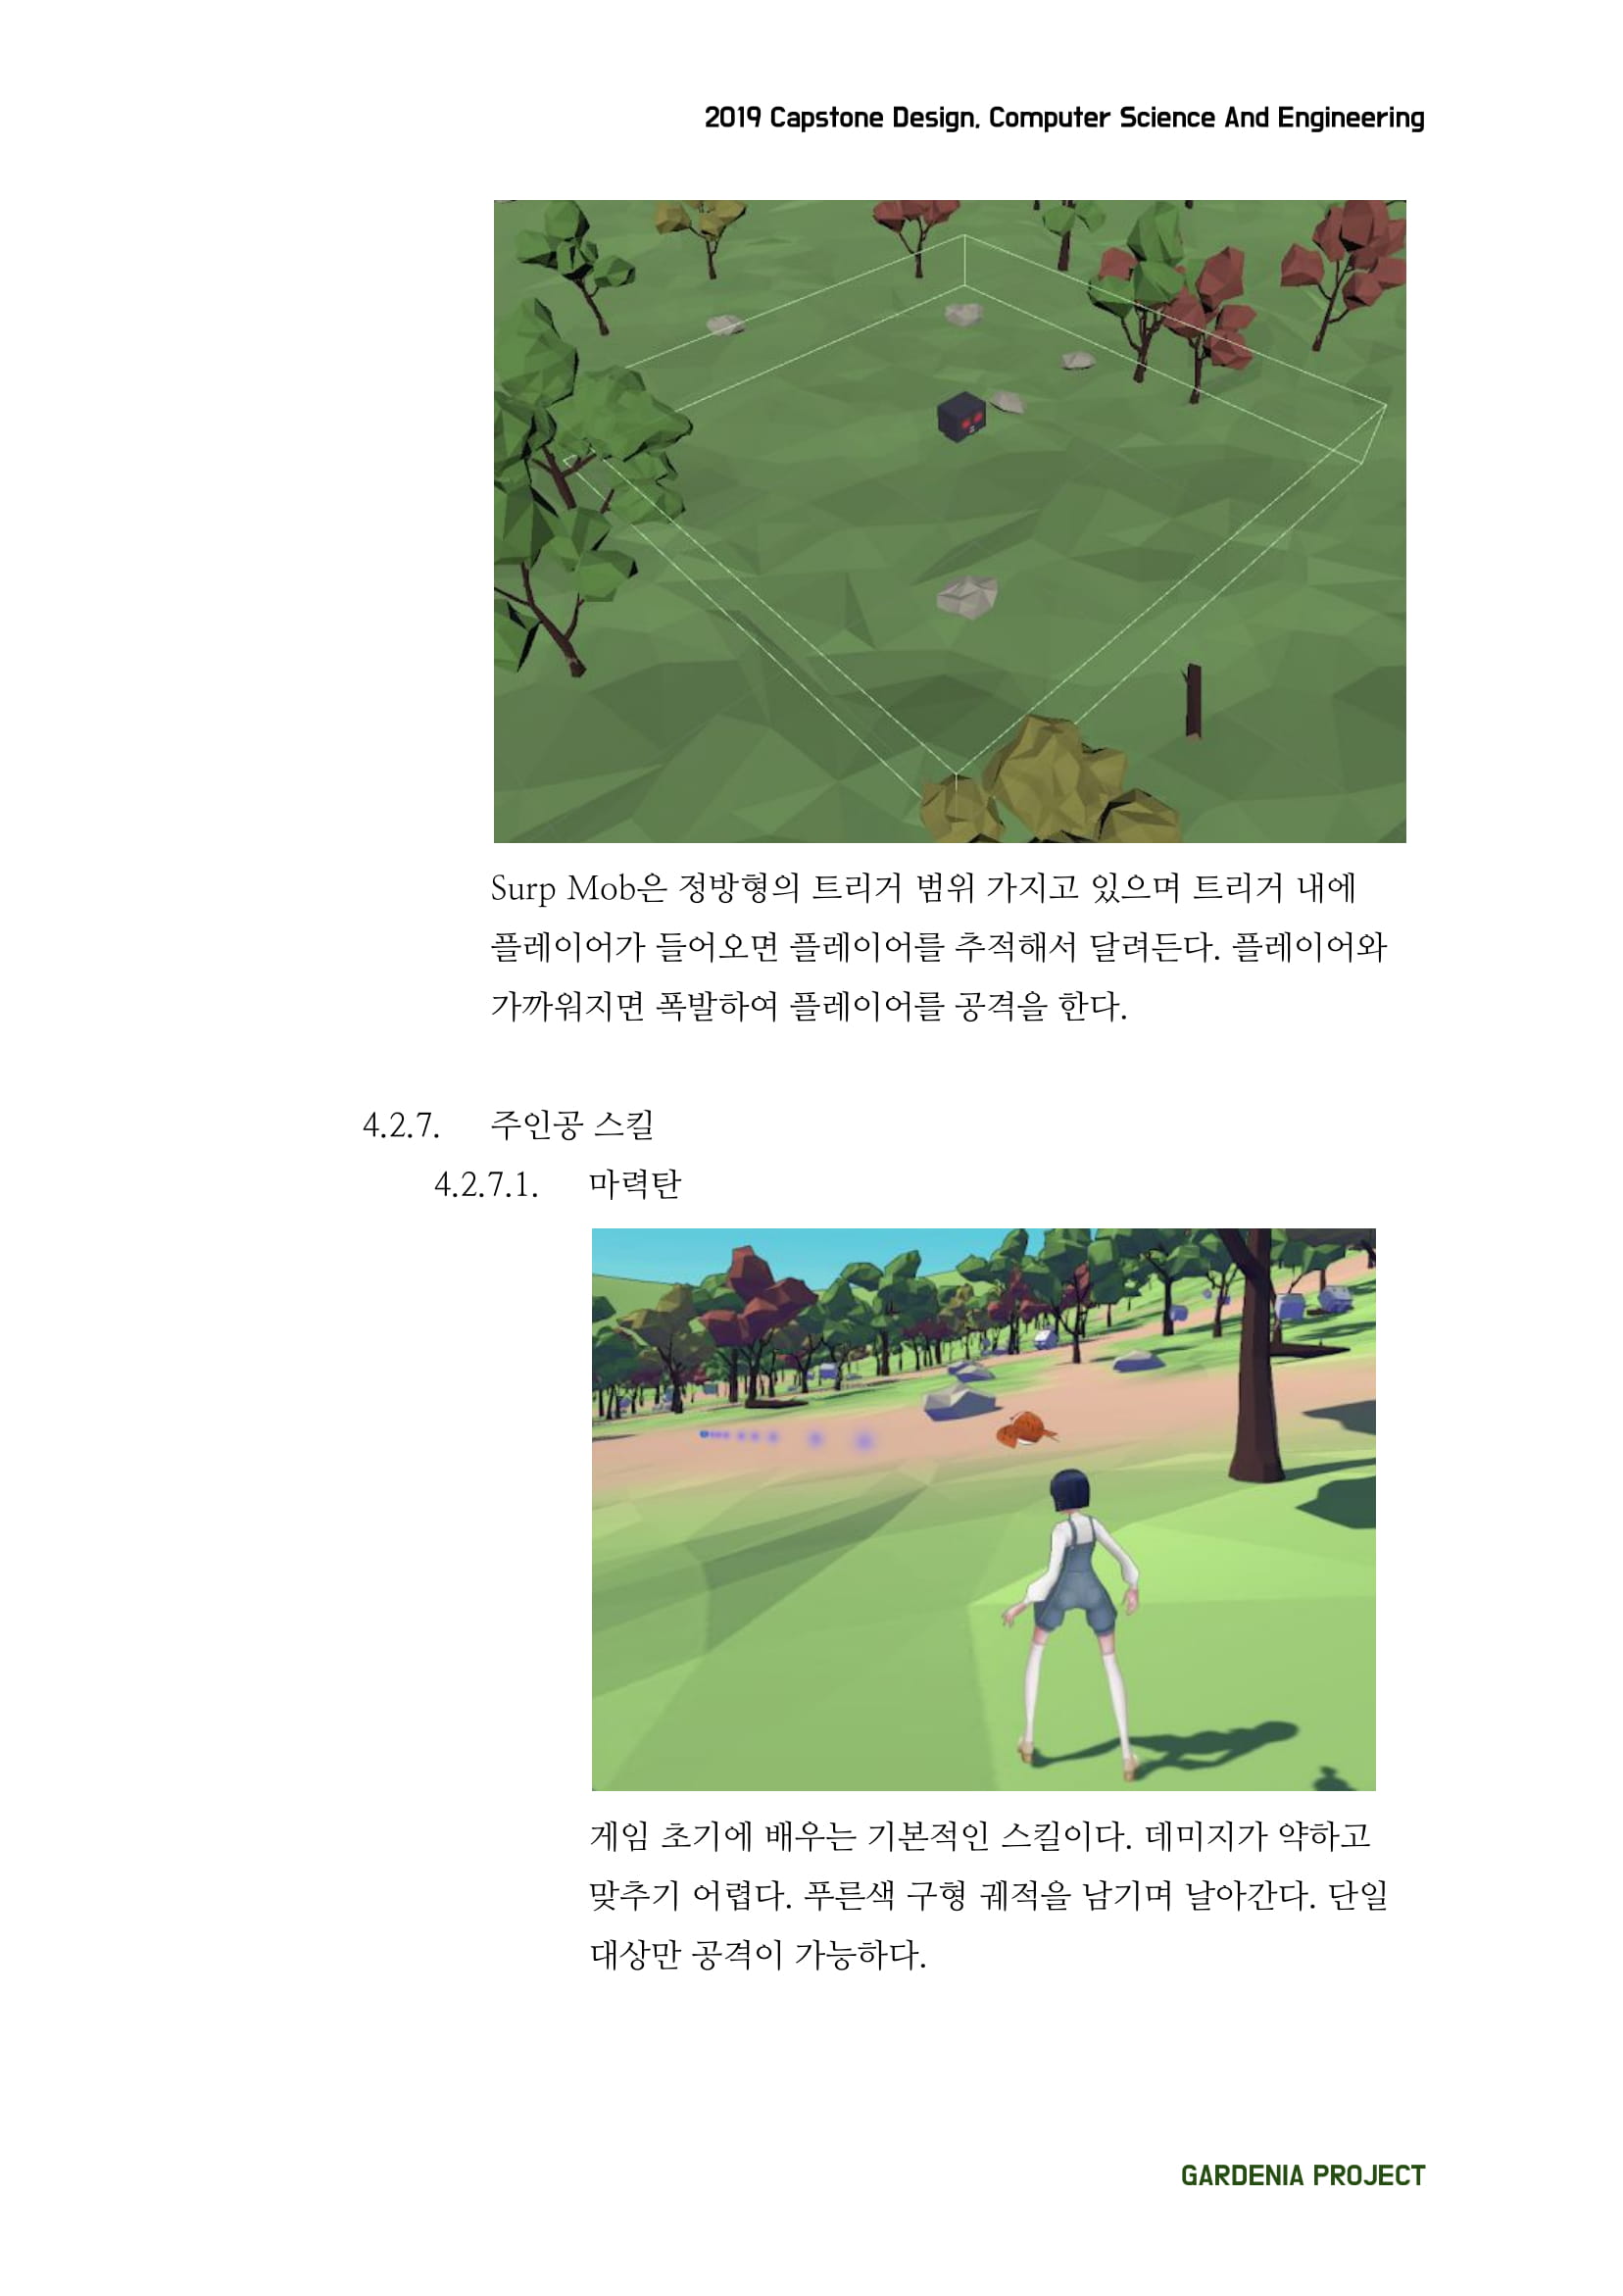 2019 Capstone Design, Computer Science And Engineering
Surp Mob은 정방형의 트리거 범위 가지고 있으며 트리거 내에
플레이어가 들어오면 플레이어를 추적해서 달려든다. 플레이어와
가까워지면 폭발하여 플레이어를 공격을 한다.
4.2.7. 주인공 스킬
4.2.7.1. 마력탄
게임 초기에 배우는 기본적인 스킬이다. 데미지가 약하고
맞추기 어렵다. 푸른색 구형 궤적을 남기며 날아간다. 단일
대상만 공격이 가능하다.
GARDENIA PROJECT